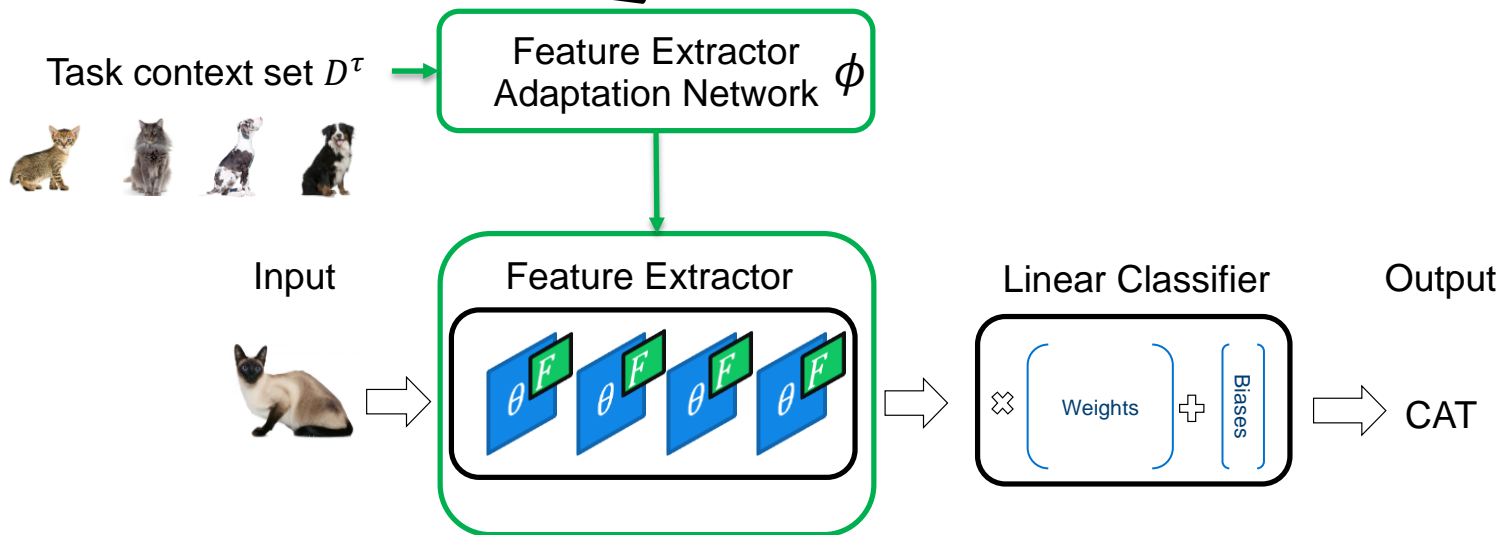 Task context set D^τ
Feature Extractor
Adaptation Network ϕ
Input
Feature Extractor
Linear Classifier
Output
θ F θ F θ F θ F
Weights
Biases
CAT